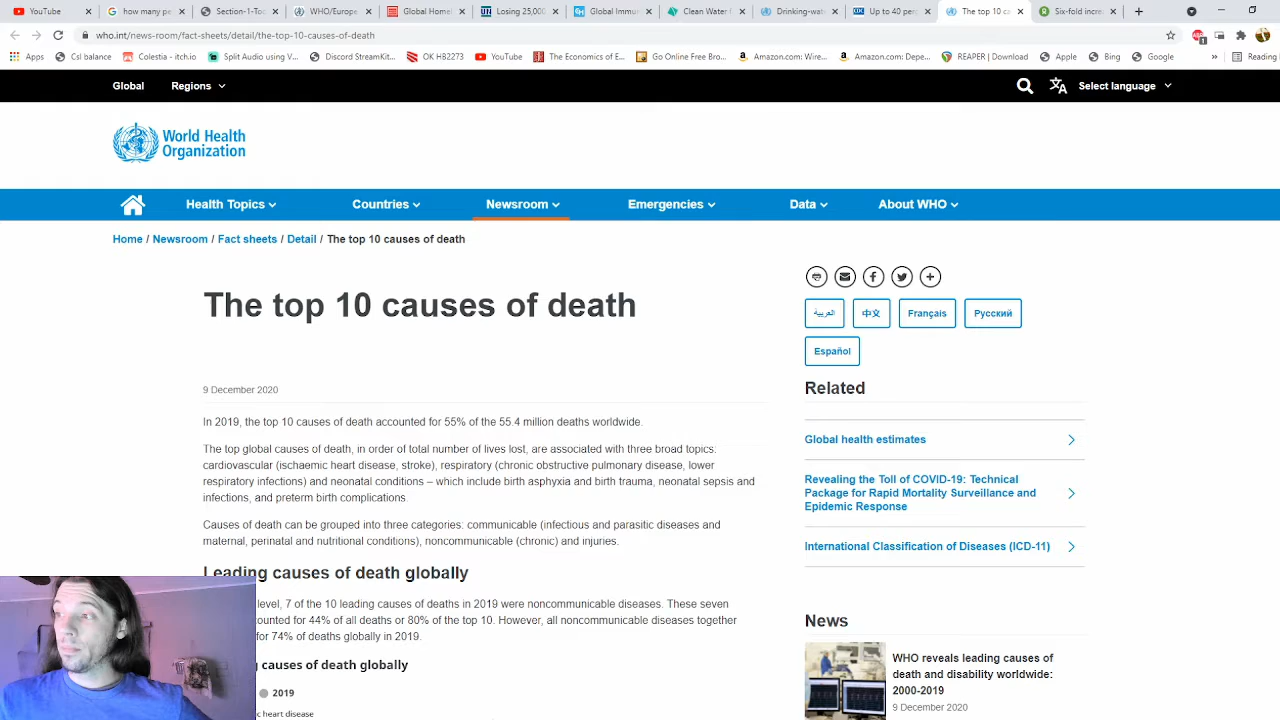 YouTube
how many pe
Section-1-Too
WHO/Europe
Global Homel
Losing 25,000
Global Immun
Clean Water
Drinking-wat
Up to 40 per
The top 10 ca
Six-fold incre
who.int/news-room/fact-sheets/detail/the-top-10-causes-of-death
Apps
Csl balance
Colestia - itch.io
Split Audio using V...
Discord StreamKit...
OK H82273
YouTube
The Economics of E...
Go Online Free Bro...
Amazon.com: Wire...
Amazon.com: Depe...
REAPER | Download
Apple
Bing
Google
»
Reading
Global
Regions
Select language
World Health
Organization
Health Topics
Countries
Newsroom
Emergencies
Data
About WHO
Home / Newsroom / Fact sheets / Detail / The top 10 causes of death
The top 10 causes of death
العربية
中文
Français
Русский
Español
9 December 2020
In 2019, the top 10 causes of death accounted for 55% of the 55.4 million deaths worldwide.
The top global causes of death, in order of total number of lives lost, are associated with three broad topics:
cardiovascular (ischaemic heart disease, stroke), respiratory (chronic obstructive pulmonary disease, lower
respiratory infections) and neonatal conditions – which include birth asphyxia and birth trauma, neonatal sepsis and
infections, and preterm birth complications.
Causes of death can be grouped into three categories: communicable (infectious and parasitic diseases and
maternal, perinatal and nutritional conditions), noncommunicable (chronic) and injuries.
Leading causes of death globally
level, 7 of the 10 leading causes of deaths in 2019 were noncommunicable diseases. These seven
ounted for 44% of all deaths or 80% of the top 10. However, all noncommunicable diseases together
for 74% of deaths globally in 2019.
causes of death globally
2019
heart disease
Related
Global health estimates
Revealing the Toll of COVID-19: Technical
Package for Rapid Mortality Surveillance and
Epidemic Response
International Classification of Diseases (ICD-11)
News
WHO reveals leading causes of
death and disability worldwide:
2000-2019
9 December 2020